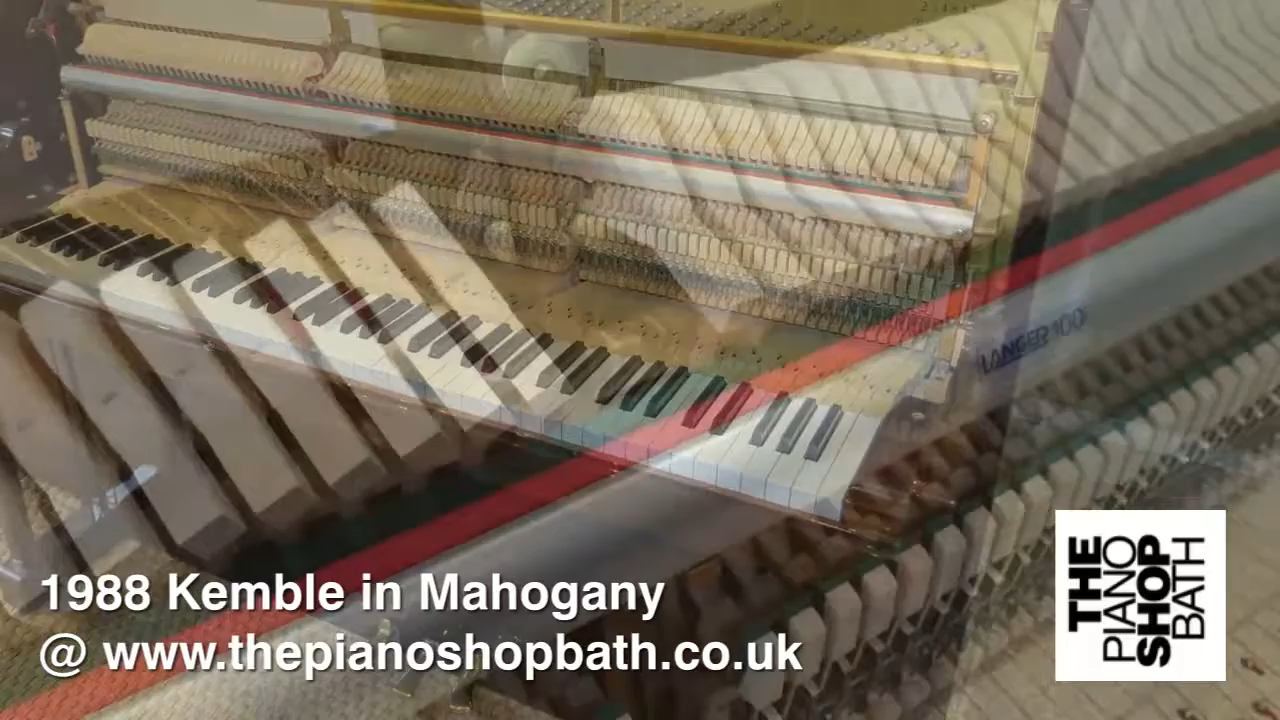 LANGER 100
1988 Kemble in Mahogany
@ www.thepianoshopbath.co.uk
THE
PIANO
SHOP
BATH